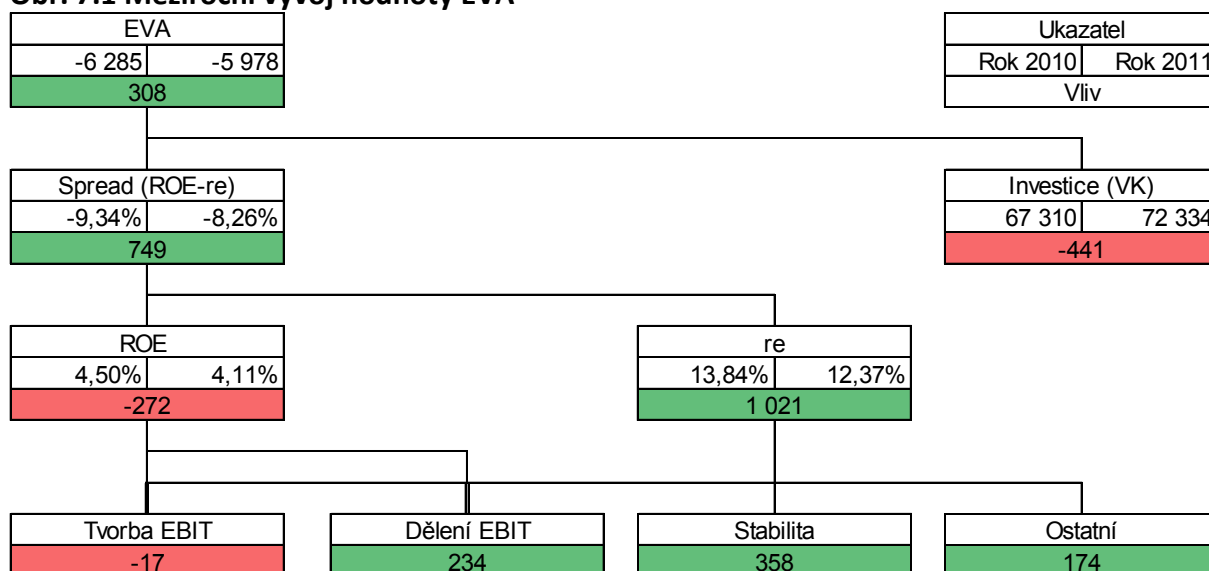 Obr. 7.1 Meziroční vývoj hodnoty EVA
EVA
-6 285 -5 978
308
Ukazatel
Rok 2010 Rok 2011
Vliv
Spread (ROE-re)
-9,34% -8,26%
749
Investice (VK)
67 310 72 334
-441
ROE
4,50% 4,11%
-272
re
13,84% 12,37%
1 021
Tvorba EBIT
-17
Dělení EBIT
234
Stabilita
358
Ostatní
174